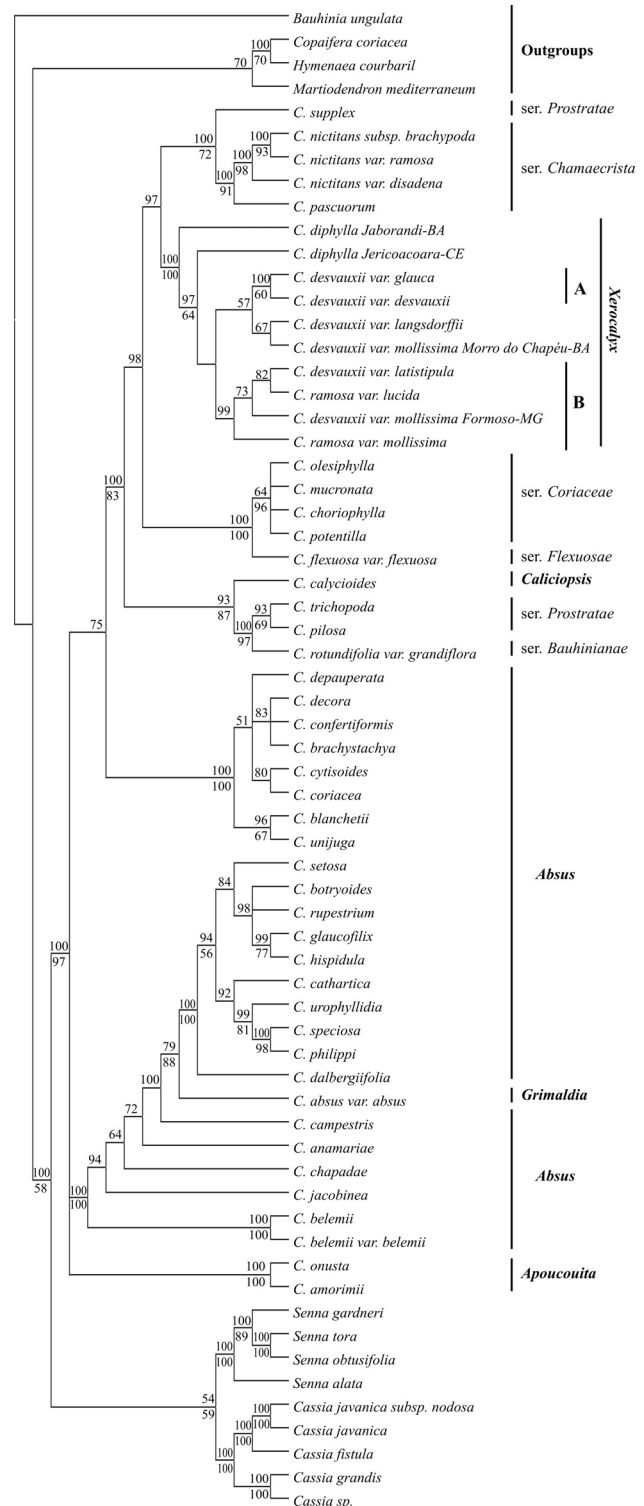 Bauhinia ungulata
Copaifera coriacea
100
70
Hymenaea courbaril
70
Martiodendron mediterraneum
Outgroups
C. supplex
ser. Prostratae
100
72
C. nictitans subsp. brachypoda
100
93
C. nictitans var. ramosa
100
98
C. nictitans var. disadena
100
91
C. pascuorum
ser. Chamaecrista
97
C. diphylla Jaborandi-BA
100
100
C. diphylla Jericoacoara-CE
97
64
C. desvauxii var. glauca
100
60
C. desvauxii var. desvauxii
A
57
C. desvauxii var. langsdorffii
67
C. desvauxii var. mollissima Morro do Chapéu-BA
Xerocalyx
98
C. desvauxii var. latistipula
82
C. ramosa var. lucida
73
C. desvauxii var. mollissima Formoso-MG
99
C. ramosa var. mollissima
B
C. olesiphylla
C. mucronata
64
96
C. choriophylla
100
100
C. potentilla
ser. Coriaceae
C. flexuosa var. flexuosa
ser. Flexuosae
100
83
C. calycioides
Caliciopsis
93
87
C. trichopoda
93
69
C. pilosa
ser. Prostratae
100
97
C. rotundifolia var. grandiflora
ser. Bauhinianae
75
C. depauperata
C. decora
83
51
C. confertiformis
C. brachystachya
C. cytisoides
80
100
100
C. coriacea
C. blanchetii
96
67
C. unijuga
C. setosa
84
C. botryoides
98
C. rupestrium
C. glaucofilix
99
77
C. hispidula
94
56
C. cathartica
92
C. urophyllidia
99
81
C. speciosa
100
98
C. philippi
100
100
C. dalbergiifolia
Absus
79
88
C. absus var. absus
Grimaldia
100
C. campestris
72
C. anamariae
64
C. chapadae
94
C. jacobinea
100
100
C. belemii
100
100
C. belemii var. belemii
Absus
100
97
C. onusta
100
100
C. amorimii
Apoucouita
100
58
Senna gardneri
100
89
Senna tora
100
100
Senna obtusifolia
100
100
Senna alata
54
59
Cassia javanica subsp. nodosa
100
100
Cassia javanica
100
100
Cassia fistula
100
100
Cassia grandis
100
100
Cassia sp.